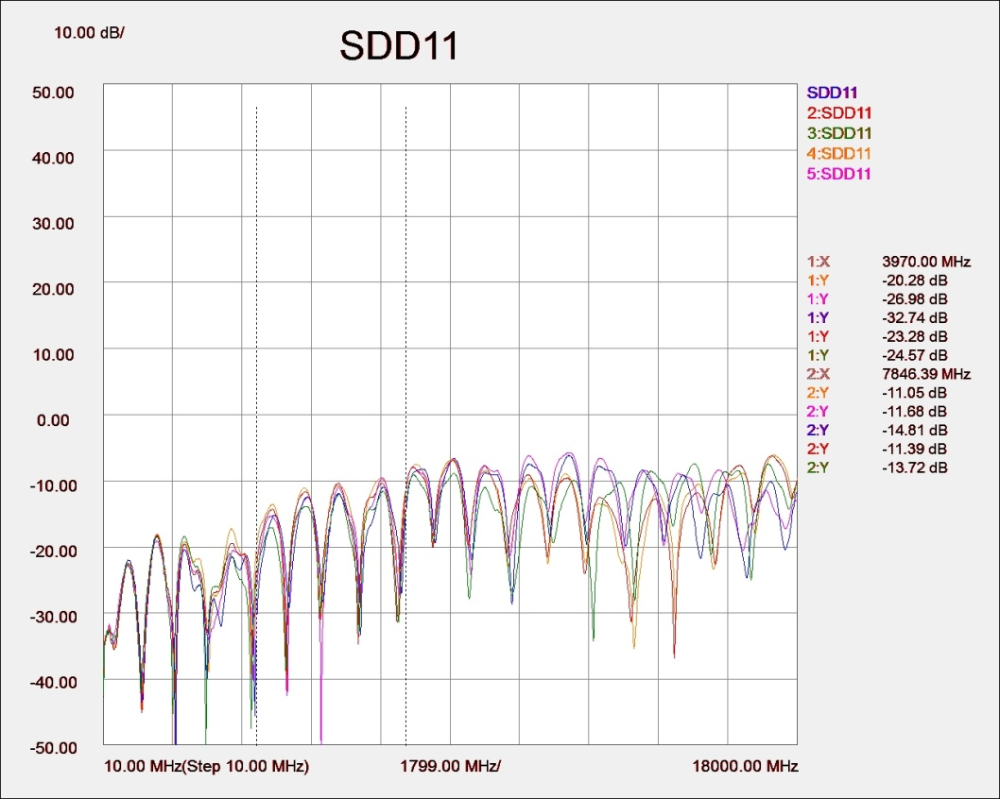 10.00 dB/
SDD11
50.00
40.00
30.00
20.00
10.00
0.00
-10.00
-20.00
-30.00
-40.00
-50.00
10.00 MHz(Step 10.00 MHz)
1799.00 MHz/
18000.00 MHz
SDD11
2:SDD11
3:SDD11
4:SDD11
5:SDD11
1:X 3970.00 MHz
1:Y -20.28 dB
1:Y -26.98 dB
1:Y -32.74 dB
1:Y -23.28 dB
1:Y -24.57 dB
2:X 7846.39 MHz
2:Y -11.05 dB
2:Y -11.68 dB
2:Y -14.81 dB
2:Y -11.39 dB
2:Y -13.72 dB